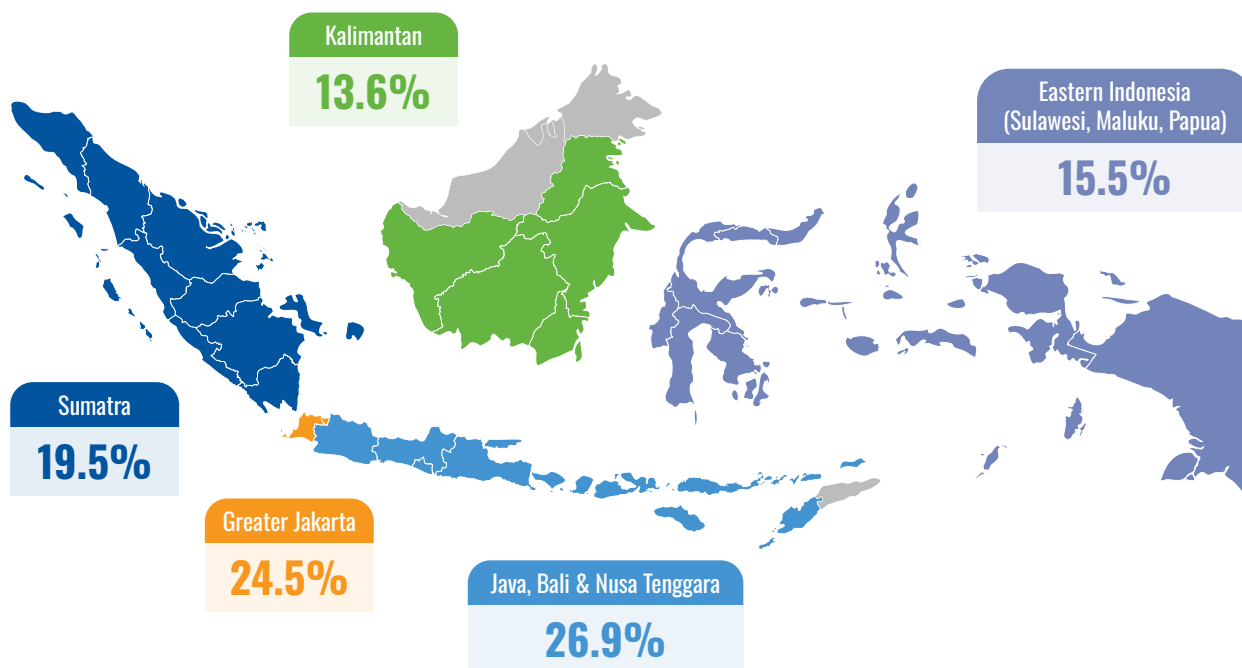 Kalimantan
13.6%
Eastern Indonesia
(Sulawesi, Maluku, Papua)
15.5%
Sumatra
19.5%
Greater Jakarta
24.5%
Java, Bali & Nusa Tenggara
26.9%